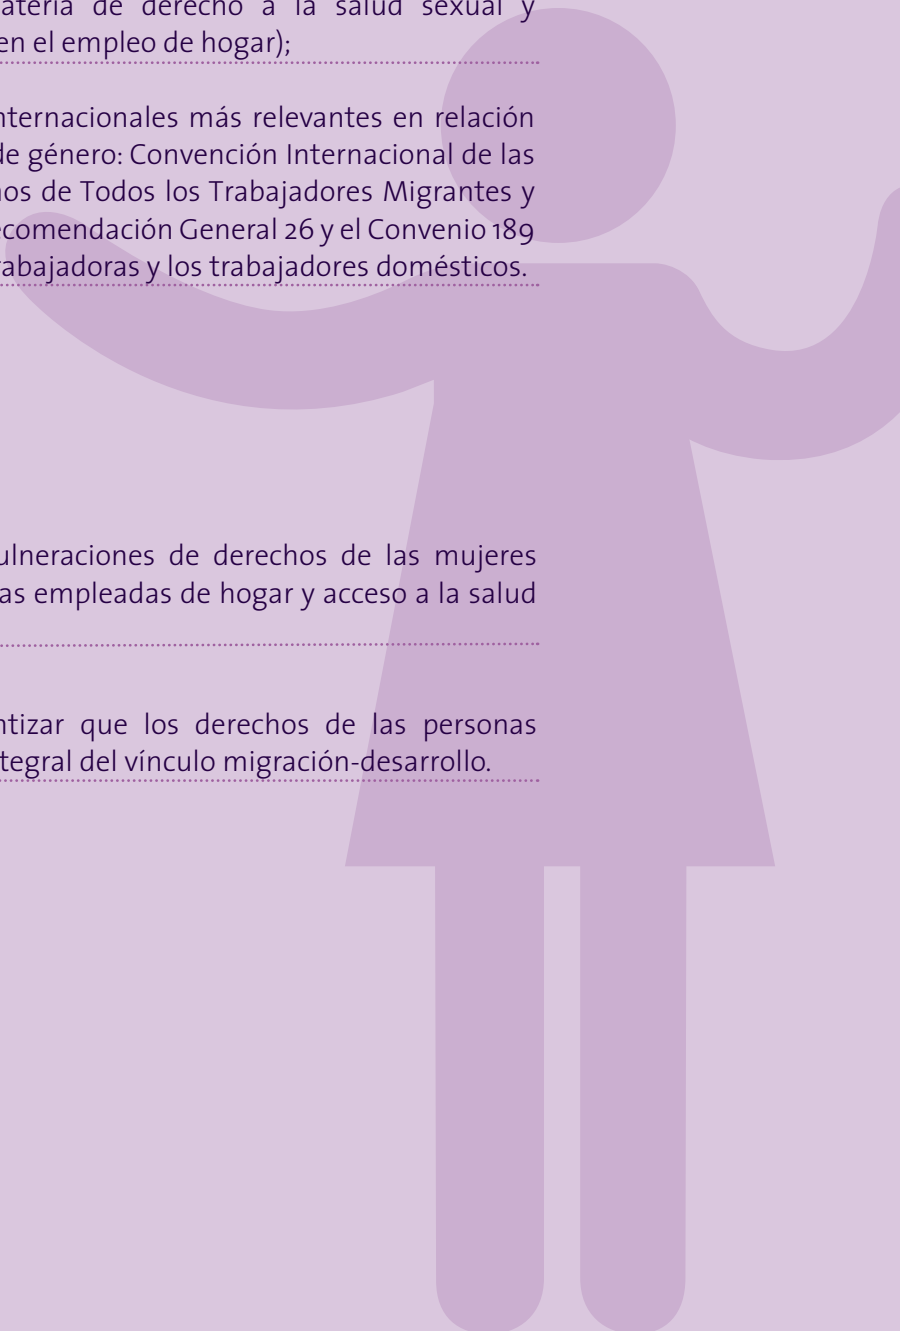 ateria de derecho a la salud sexual y
en el empleo de hogar);
nternacionales más relevantes en relación
de género: Convención Internacional de las
os de Todos los Trabajadores Migrantes y
ecomendación General 26 y el Convenio 189
rabajadoras y los trabajadores domésticos.
ulneraciones de derechos de las mujeres
as empleadas de hogar y acceso a la salud
ntizar que los derechos de las personas
tegral del vínculo migración-desarrollo.